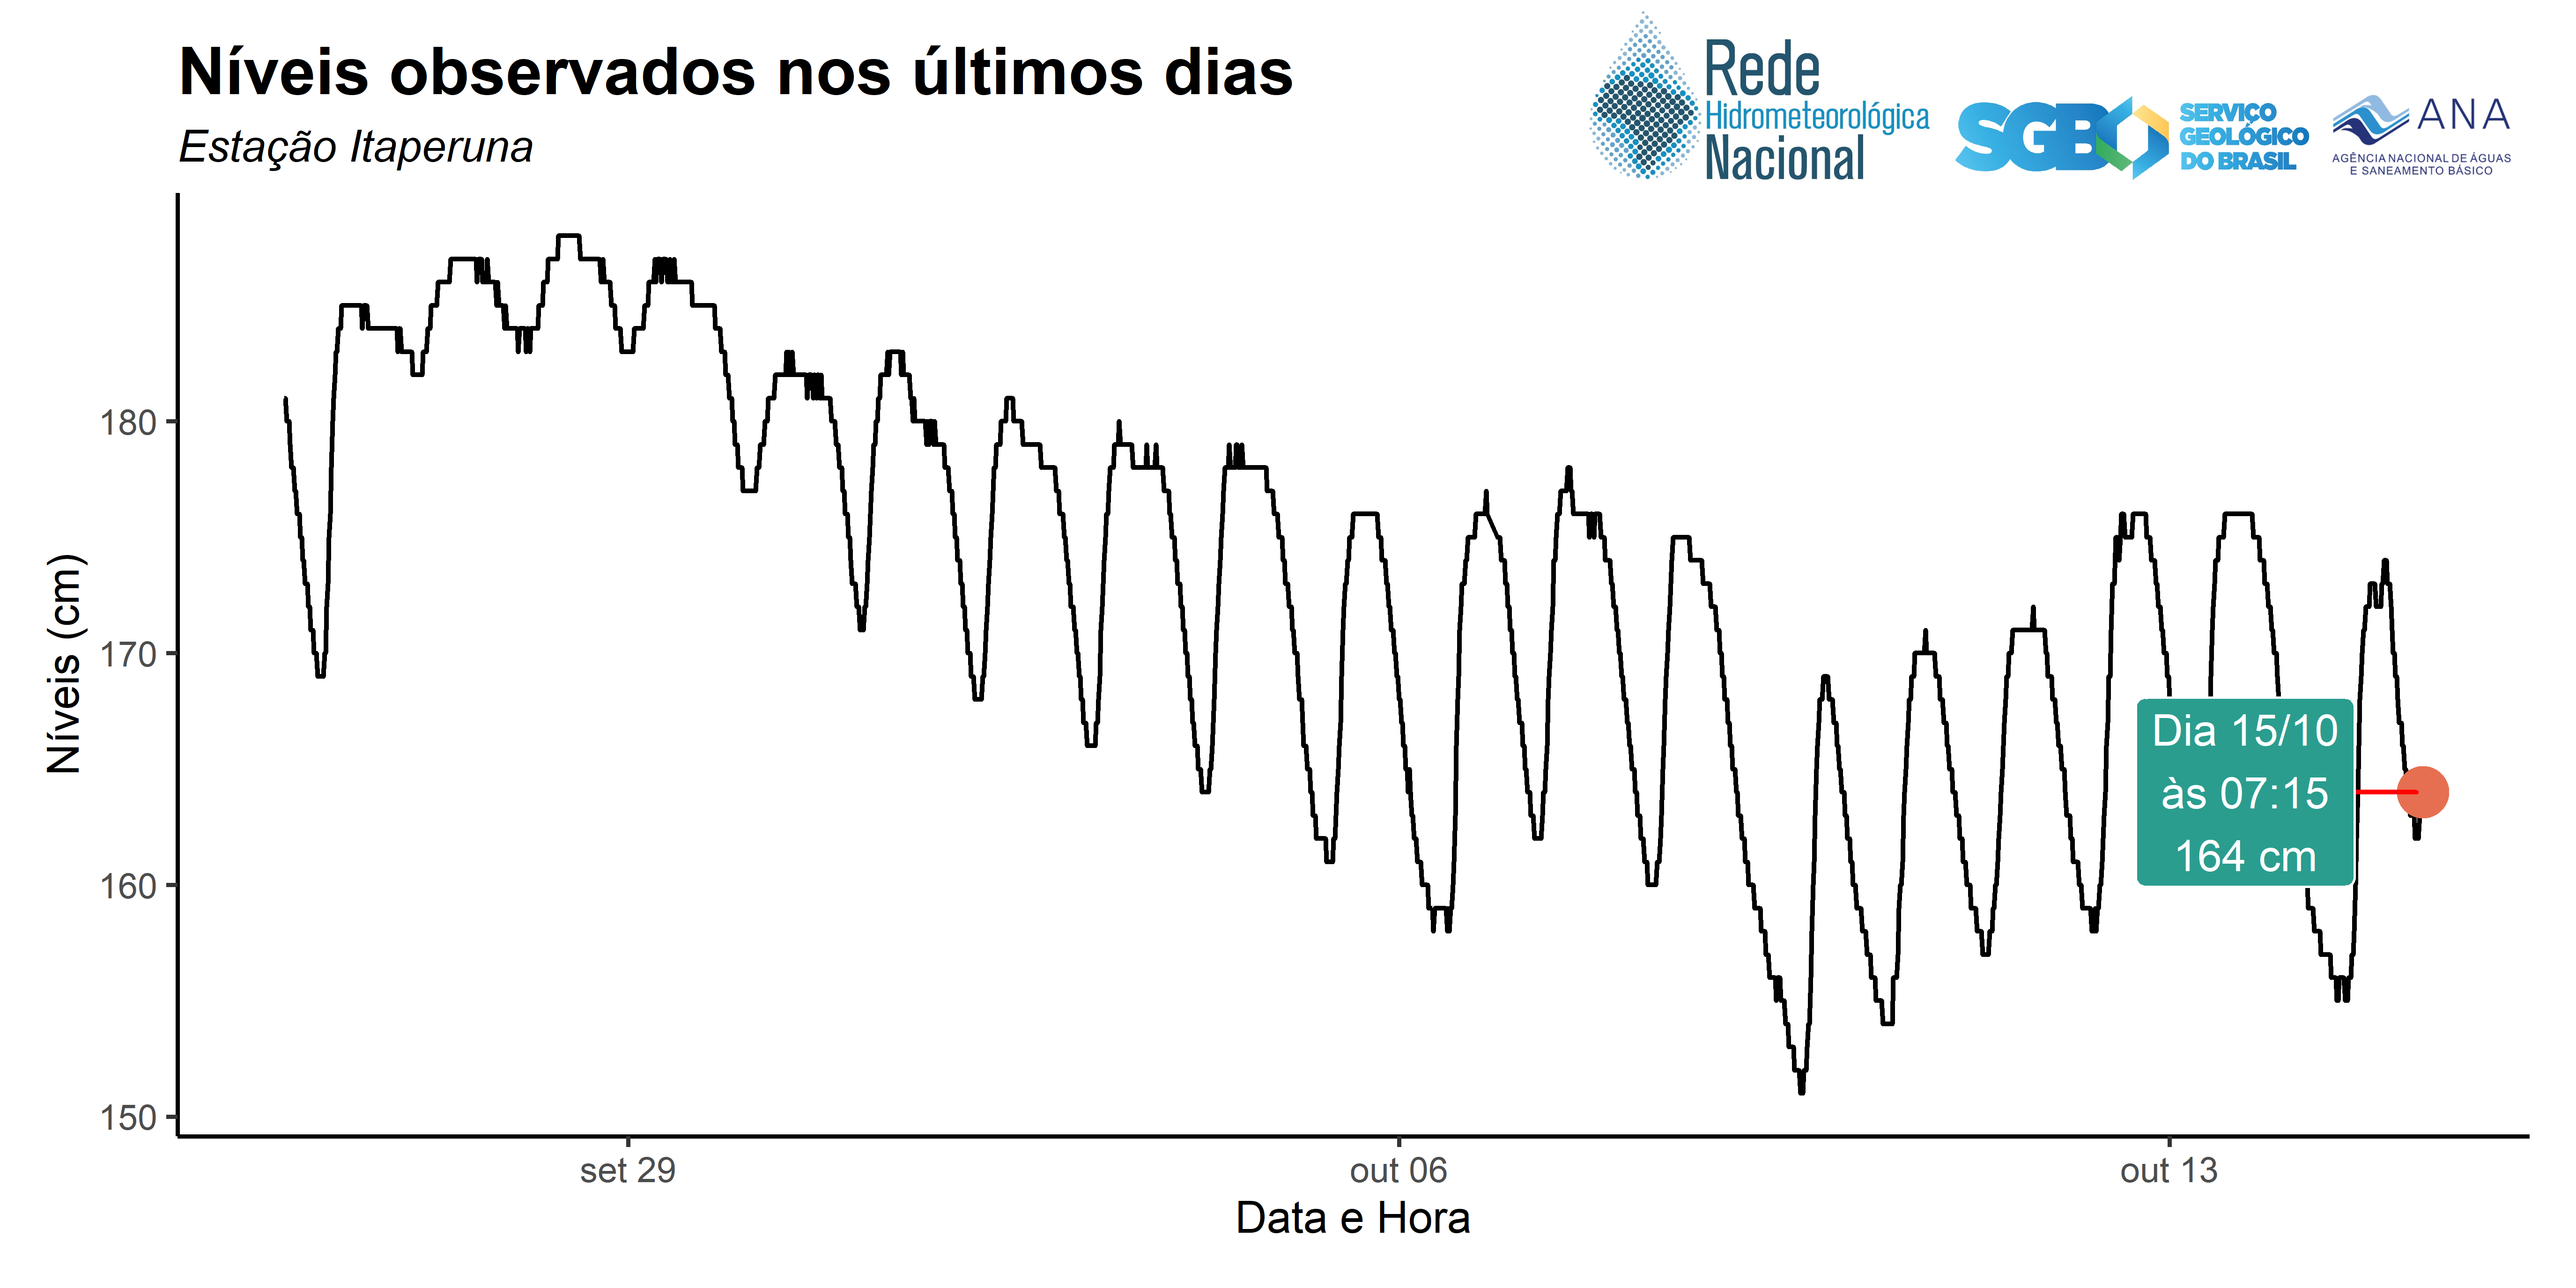 Níveis observados nos últimos dias
Estação Itaperuna
Rede
Hidrometeorológica
Nacional
SGB
SERVIÇO
GEOLÓGICO
DO BRASIL
ANA
AGÊNCIA NACIONAL DE ÁGUAS
E SANEAMENTO BÁSICO
Níveis (cm)
180
170
160
150
Dia 15/10
às 07:15
164 cm
set 29
out 06
out 13
Data e Hora